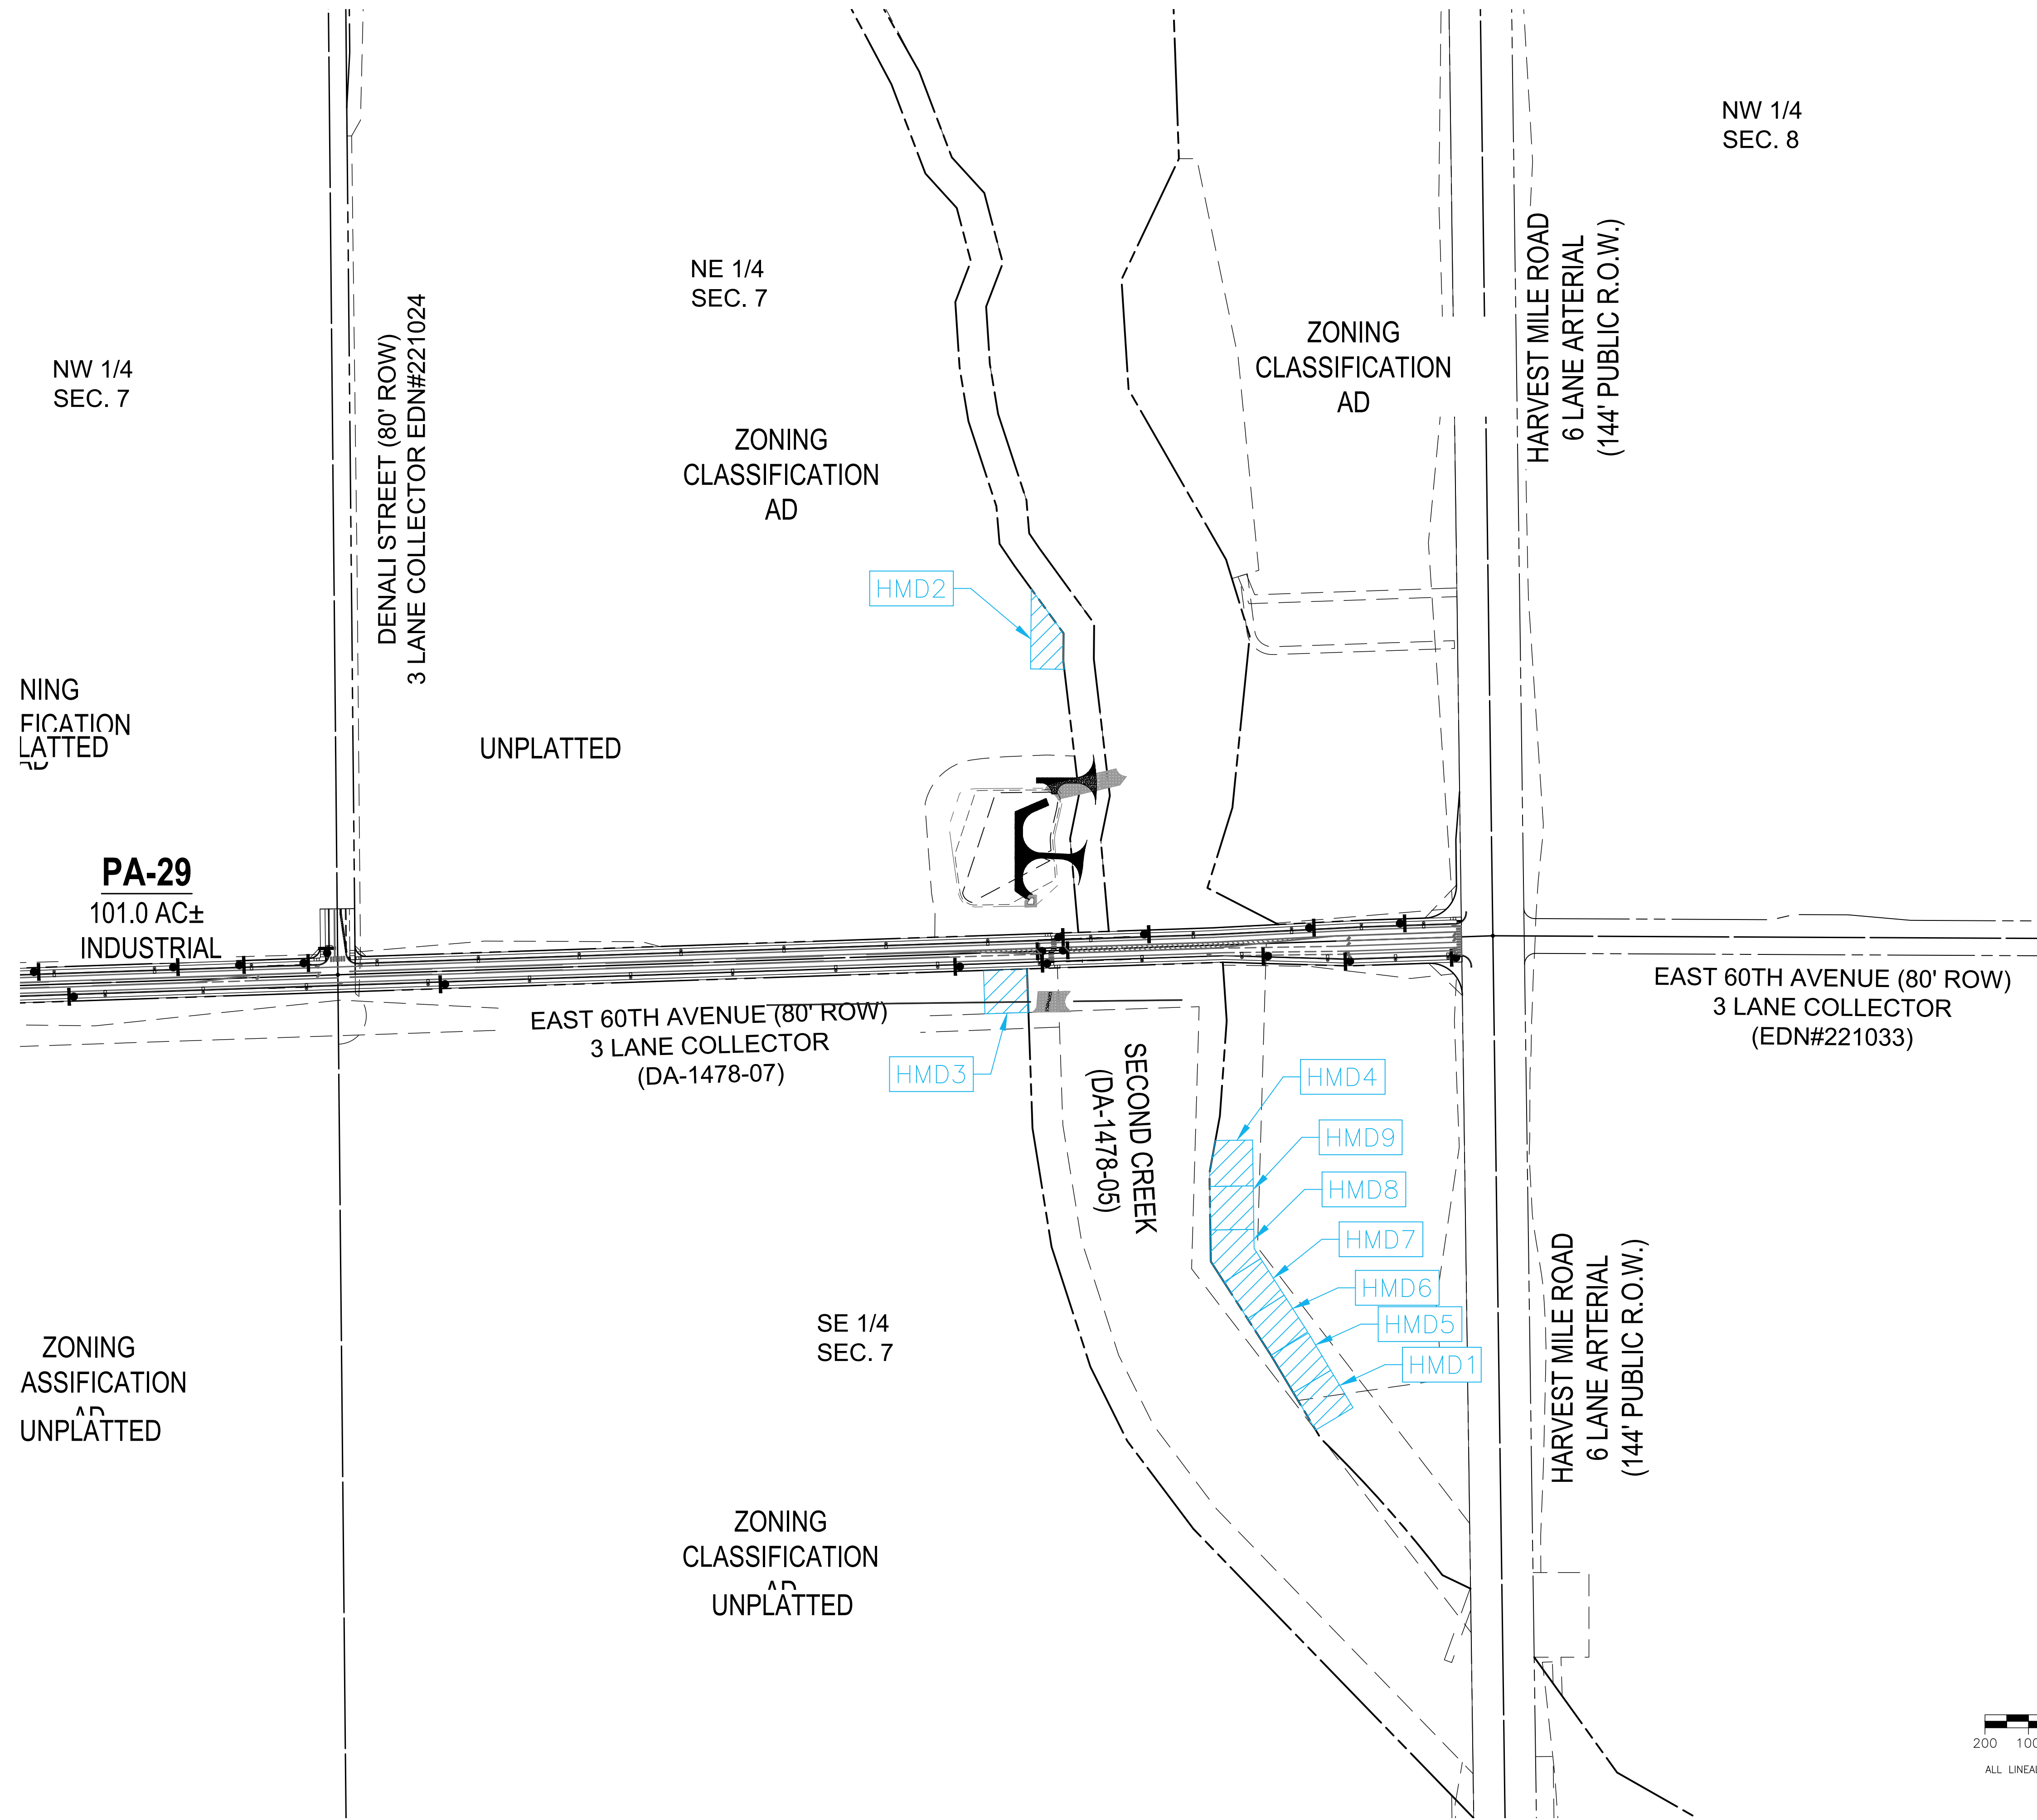 NW 1/4
SEC. 8
NE 1/4
SEC. 7
NW 1/4
SEC. 7
DENALI STREET (80' ROW)
3 LANE COLLECTOR EDN#221024
ZONING
CLASSIFICATION
AD
ZONING
CLASSIFICATION
AD
HARVEST MILE ROAD
6 LANE ARTERIAL
(144' PUBLIC R.O.W.)
HMD2
NING
FICATION
LATTED
UNPLATTED
PA-29
101.0 AC±
INDUSTRIAL
EAST 60TH AVENUE (80' ROW)
3 LANE COLLECTOR
(DA-1478-07)
EAST 60TH AVENUE (80' ROW)
3 LANE COLLECTOR
(EDN#221033)
HMD3
SECOND CREEK
(DA-1478-05)
HMD4
HMD9
HMD8
HMD7
HMD6
HMD5
HMD1
HARVEST MILE ROAD
6 LANE ARTERIAL
(144' PUBLIC R.O.W.)
SE 1/4
SEC. 7
ZONING
ASSIFICATION
AD
UNPLATTED
ZONING
CLASSIFICATION
AD
UNPLATTED
200 100
ALL LINEAL